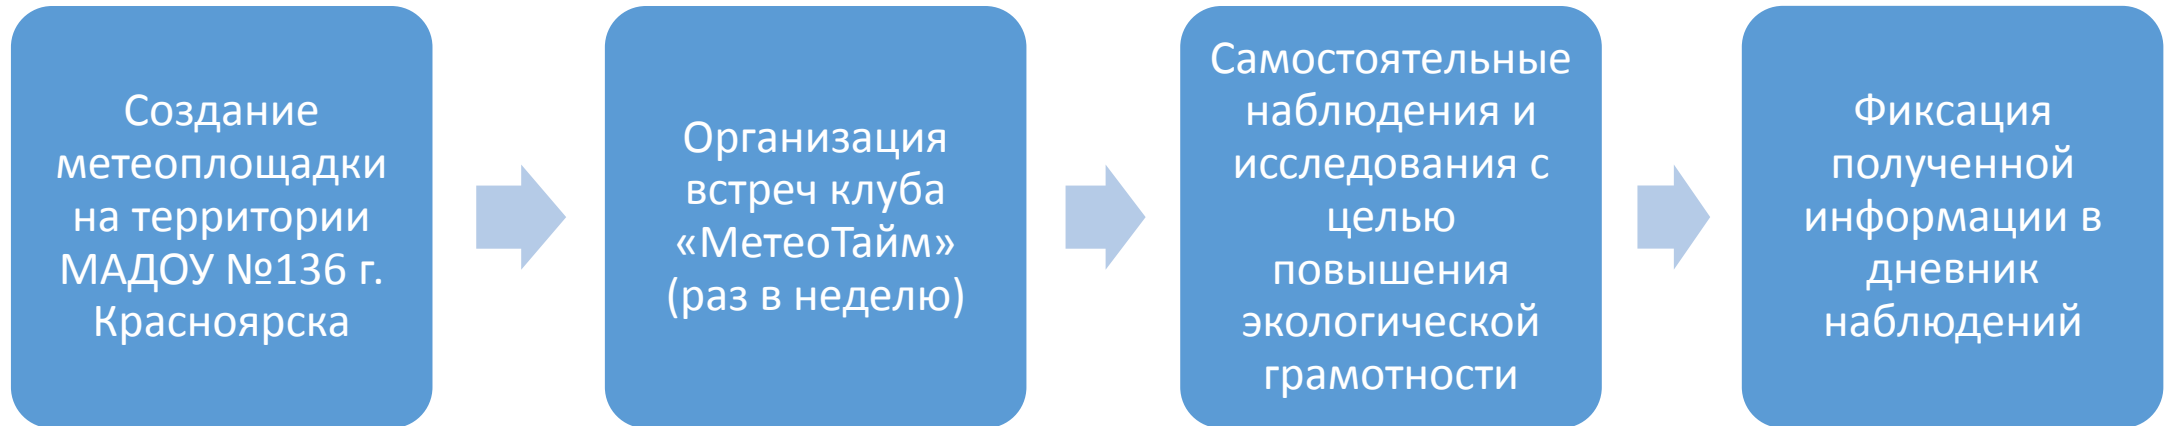 Создание
метеоплощадки
на территории
МАДОУ №136 г.
Красноярска
Организация
встреч клуба
«МетеоТайм»
(раз в неделю)
Самостоятельные
наблюдения и
исследования с
целью
повышения
экологической
грамотности
Фиксация
полученной
информации в
дневник
наблюдений